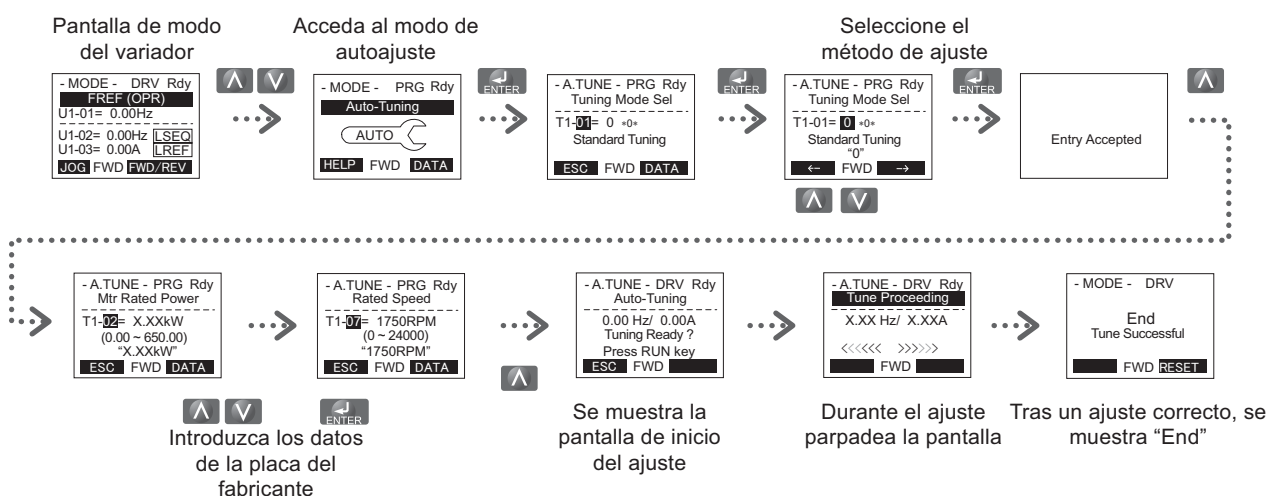 Pantalla de modo
del variador
Acceda al modo de
autoajuste
Seleccione el
método de ajuste
- MODE -   DRV Rdy
FREF (OPR)
U1-01= 0.00Hz
U1-02= 0.00Hz LSEQ
U1-03= 0.00A LREF
JOG FWD FWD/REV
- MODE -   PRG Rdy
Auto-Tuning
AUTO
HELP FWD DATA
ENTER
- A.TUNE - PRG Rdy
Tuning Mode Sel
T1-01= 0 *0*
Standard Tuning
ESC FWD DATA
ENTER
- A.TUNE - PRG Rdy
Tuning Mode Sel
T1-01= 0 *0*
Standard Tuning
“0”
← FWD →
ENTER
Entry Accepted
- A.TUNE - PRG Rdy
Mtr Rated Power
T1-02= X.XXkW
(0.00 ~ 650.00)
“X.XXkW”
ESC FWD DATA
- A.TUNE - PRG Rdy
Rated Speed
T1-07= 1750RPM
(0 ~ 24000)
“1750RPM”
ESC FWD DATA
ENTER
Introduzca los datos
de la placa del
fabricante
- A.TUNE - DRV Rdy
Auto-Tuning
0.00 Hz/ 0.00A
Tuning Ready ?
Press RUN key
ESC FWD
Se muestra la
pantalla de inicio
del ajuste
- A.TUNE - DRV Rdy
Tune Proceeding
X.XX Hz/ X.XXA
<<<<<< >>>>>>
FWD
Durante el ajuste
parpadea la pantalla
- MODE -   DRV
End
Tune Successful
FWD RESET
Tras un ajuste correcto, se
muestra “End”